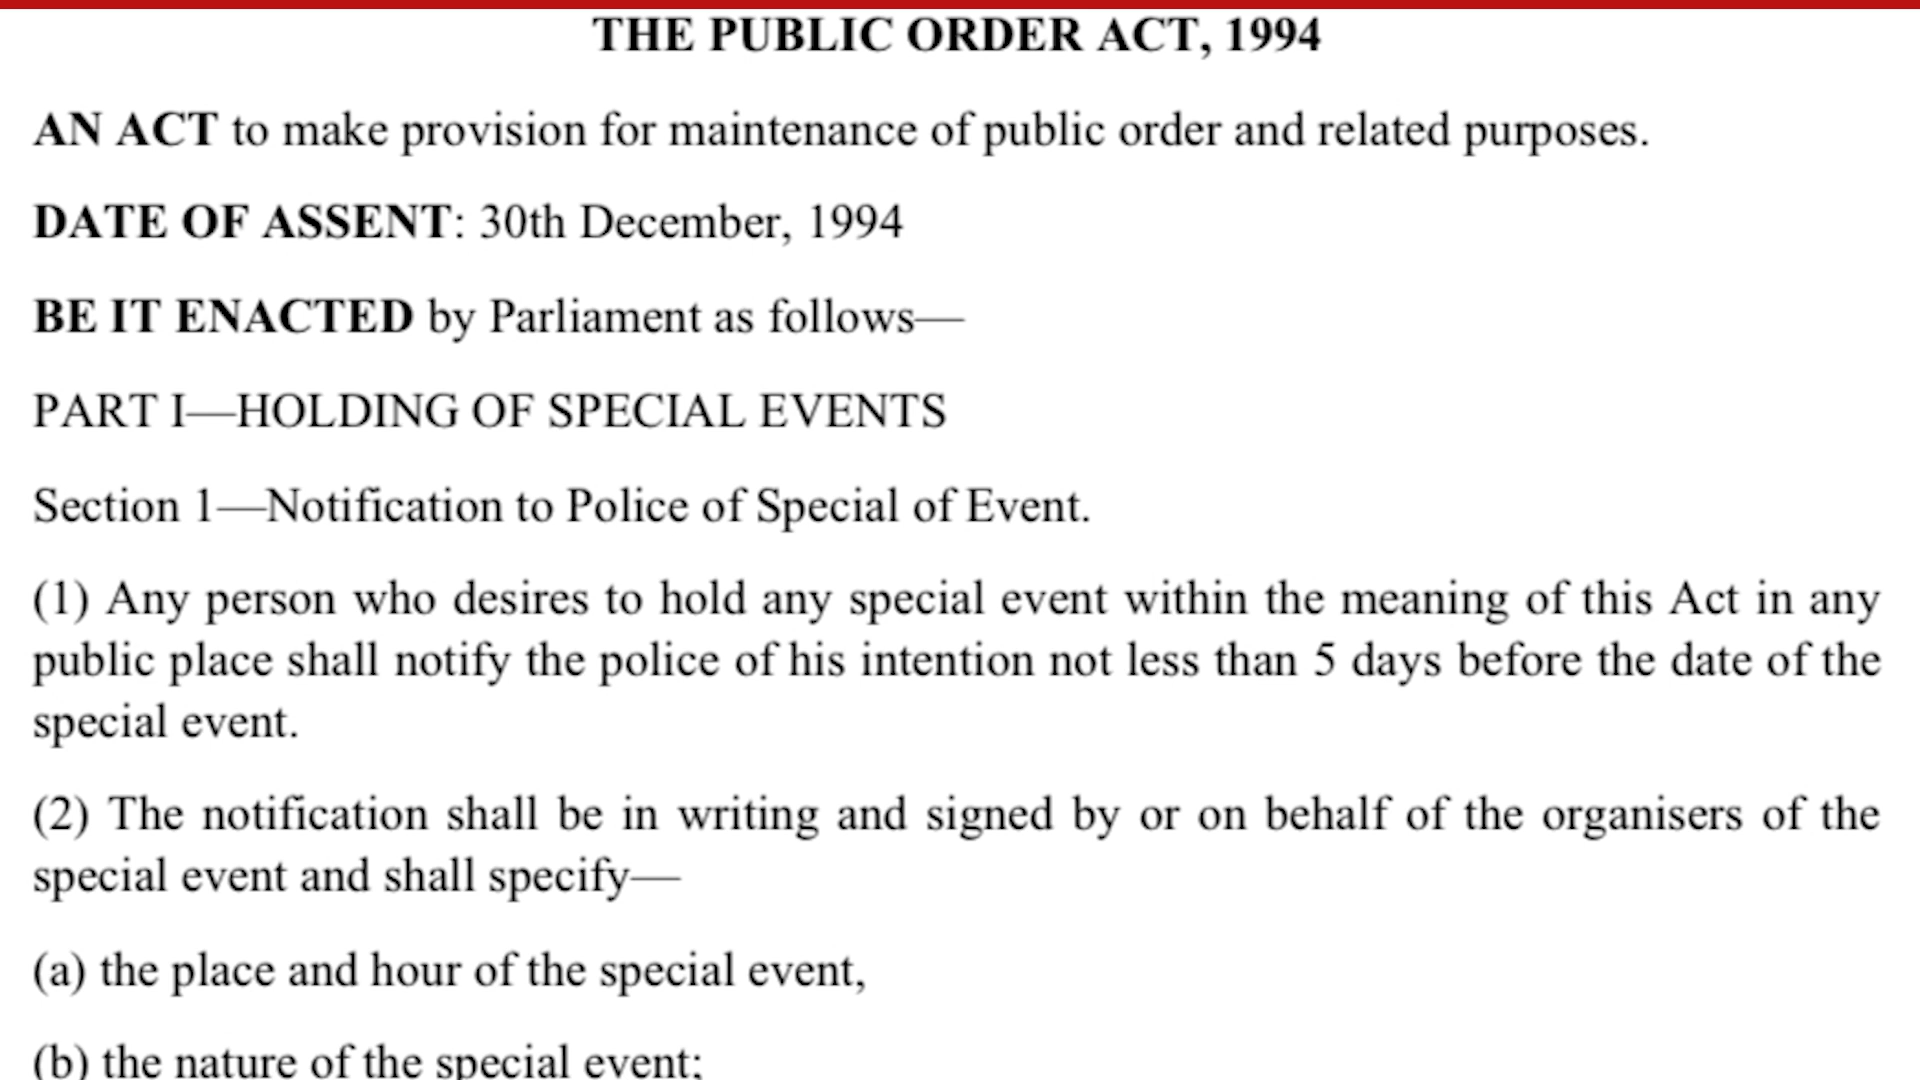 THE PUBLIC ORDER ACT, 1994
AN ACT to make provision for maintenance of public order and related purposes.
DATE OF ASSENT: 30th December, 1994
BE IT ENACTED by Parliament as follows—
PART I—HOLDING OF SPECIAL EVENTS
Section 1—Notification to Police of Special of Event.
(1) Any person who desires to hold any special event within the meaning of this Act in any
public place shall notify the police of his intention not less than 5 days before the date of the
special event.
(2) The notification shall be in writing and signed by or on behalf of the organisers of the
special event and shall specify—
(a) the place and hour of the special event,
(b) the nature of the special event;